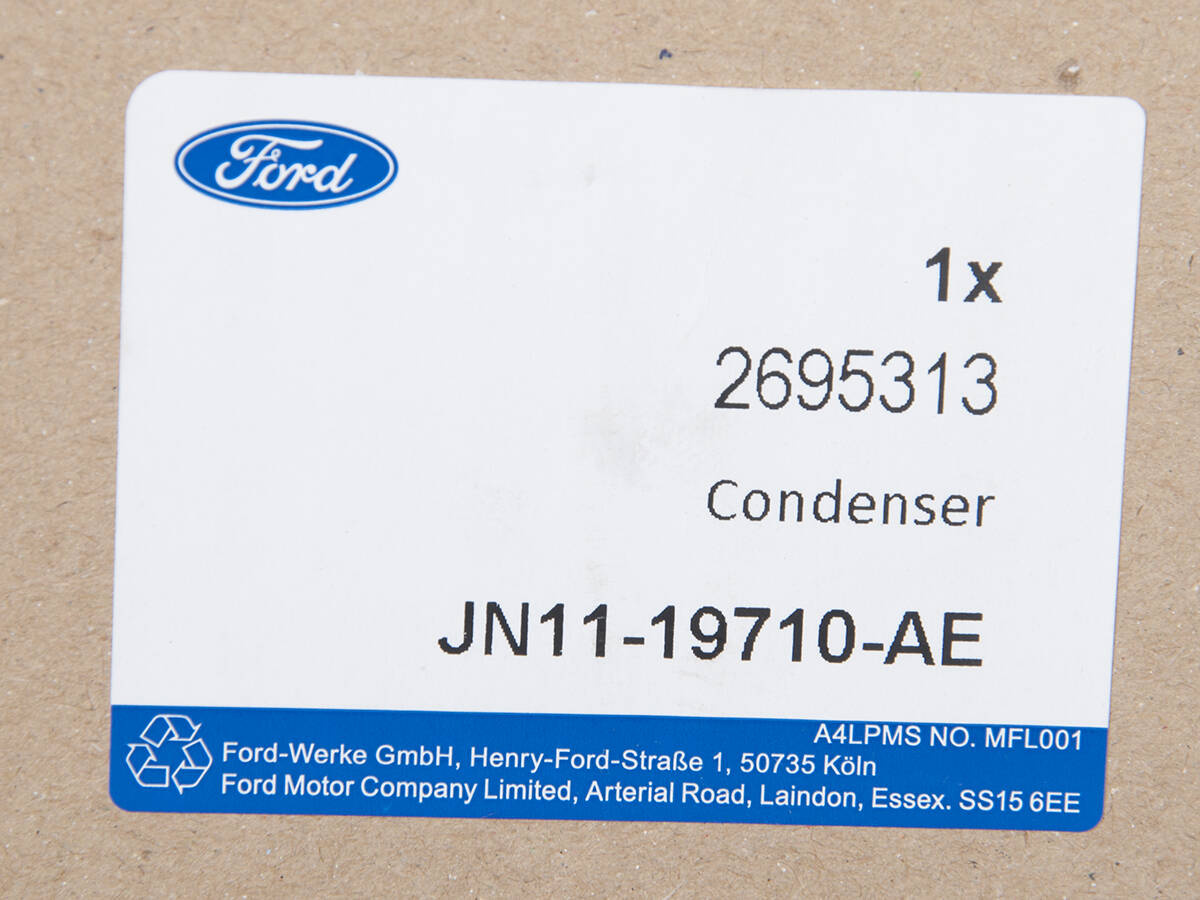 Ford
1x
2695313
Condenser
JN11-19710-AE
A4LPMS NO. MFL001
Ford-Werke GmbH, Henry-Ford-Straße 1, 50735 Köln
Ford Motor Company Limited, Arterial Road, Laindon, Essex. SS15 6EE